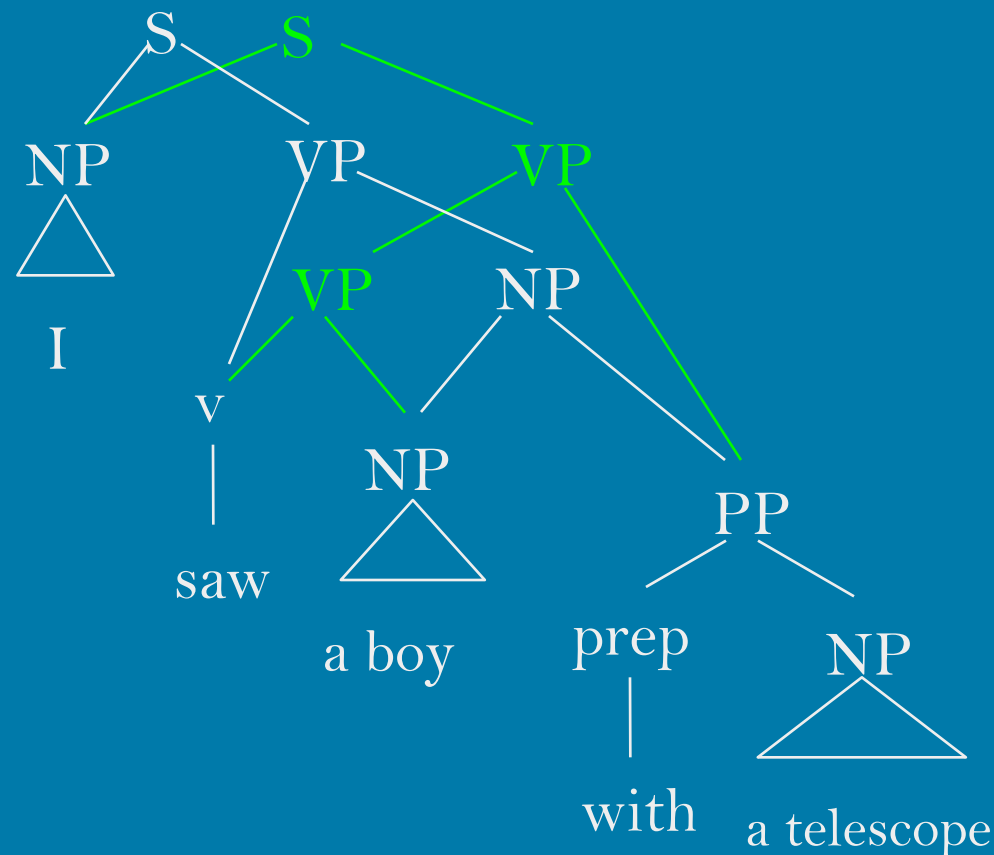 S S
NP VP VP
VP NP
I
v
NP
PP
saw
prep NP
a boy
with a telescope